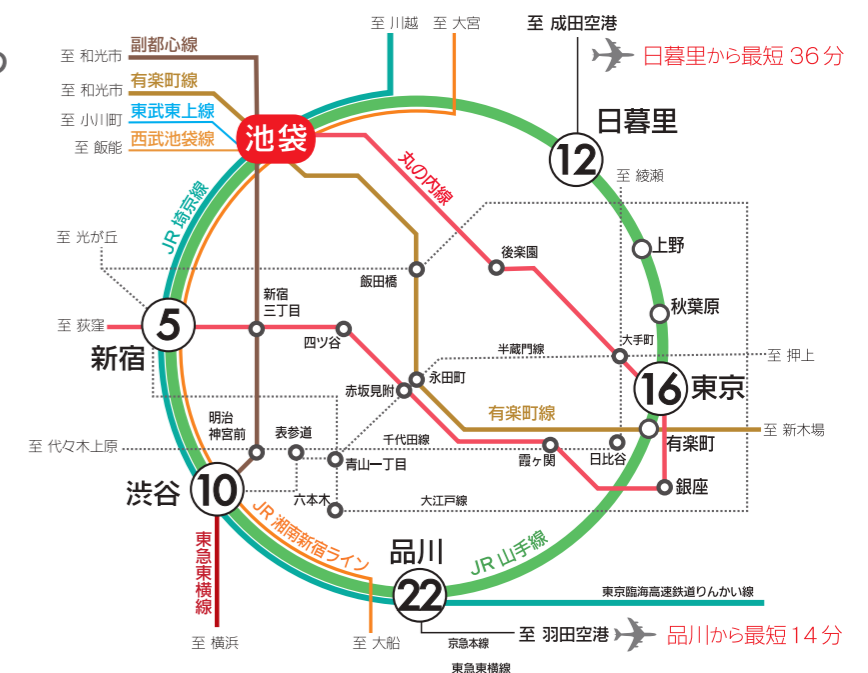 至 川越
至 大宮
至 成田空港
日暮里から最短36分
副都心線
至 和光市
有楽町線
至 和光市
東武東上線
至 小川町
西武池袋線
至 飯能
池袋
日暮里
12
丸の内線
至 綾瀬
JR 埼京線
至 光が丘
後楽園
上野
飯田橋
新宿
三丁目
秋葉原
至 荻窪
5
新宿
四ツ谷
半蔵門線
大手町
至 押上
永田町
赤坂見附
16
東京
有楽町線
明治
神宮前
表参道
千代田線
至 代々木上原
青山一丁目
霞ヶ関
日比谷
有楽町
至 新木場
渋谷
10
六本木
大江戸線
銀座
JR 湘南新宿ライン
東急東横線
品川
JR 山手線
22
東京臨海高速鉄道りんかい線
至 横浜
至 大船
京急本線
至 羽田空港
品川から最短14分
東急東横線